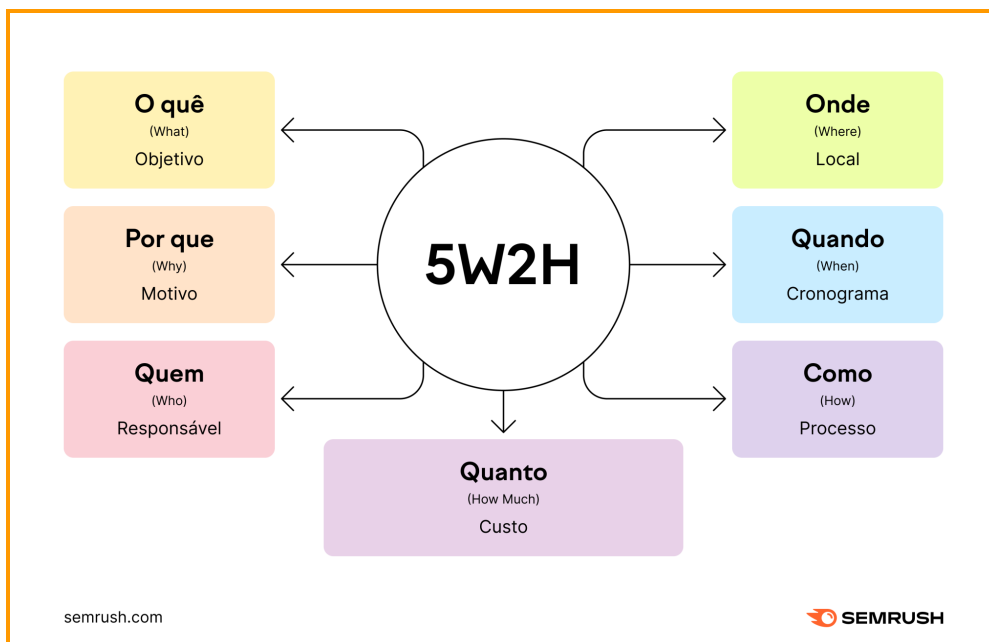 O quê
(What)
Objetivo
Por que
(Why)
Motivo
Quem
(Who)
Responsável
5W2H
Onde
(Where)
Local
Quando
(When)
Cronograma
Como
(How)
Processo
Quanto
(How Much)
Custo
semrush.com
SEMRUSH